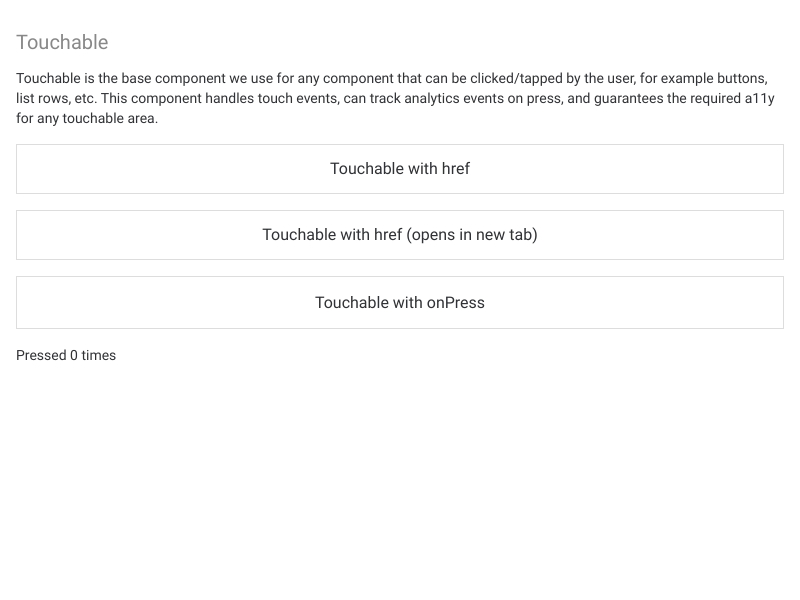 Touchable
Touchable is the base component we use for any component that can be clicked/tapped by the user, for example buttons,
list rows, etc. This component handles touch events, can track analytics events on press, and guarantees the required a11y
for any touchable area.
Touchable with href
Touchable with href (opens in new tab)
Touchable with onPress
Pressed 0 times